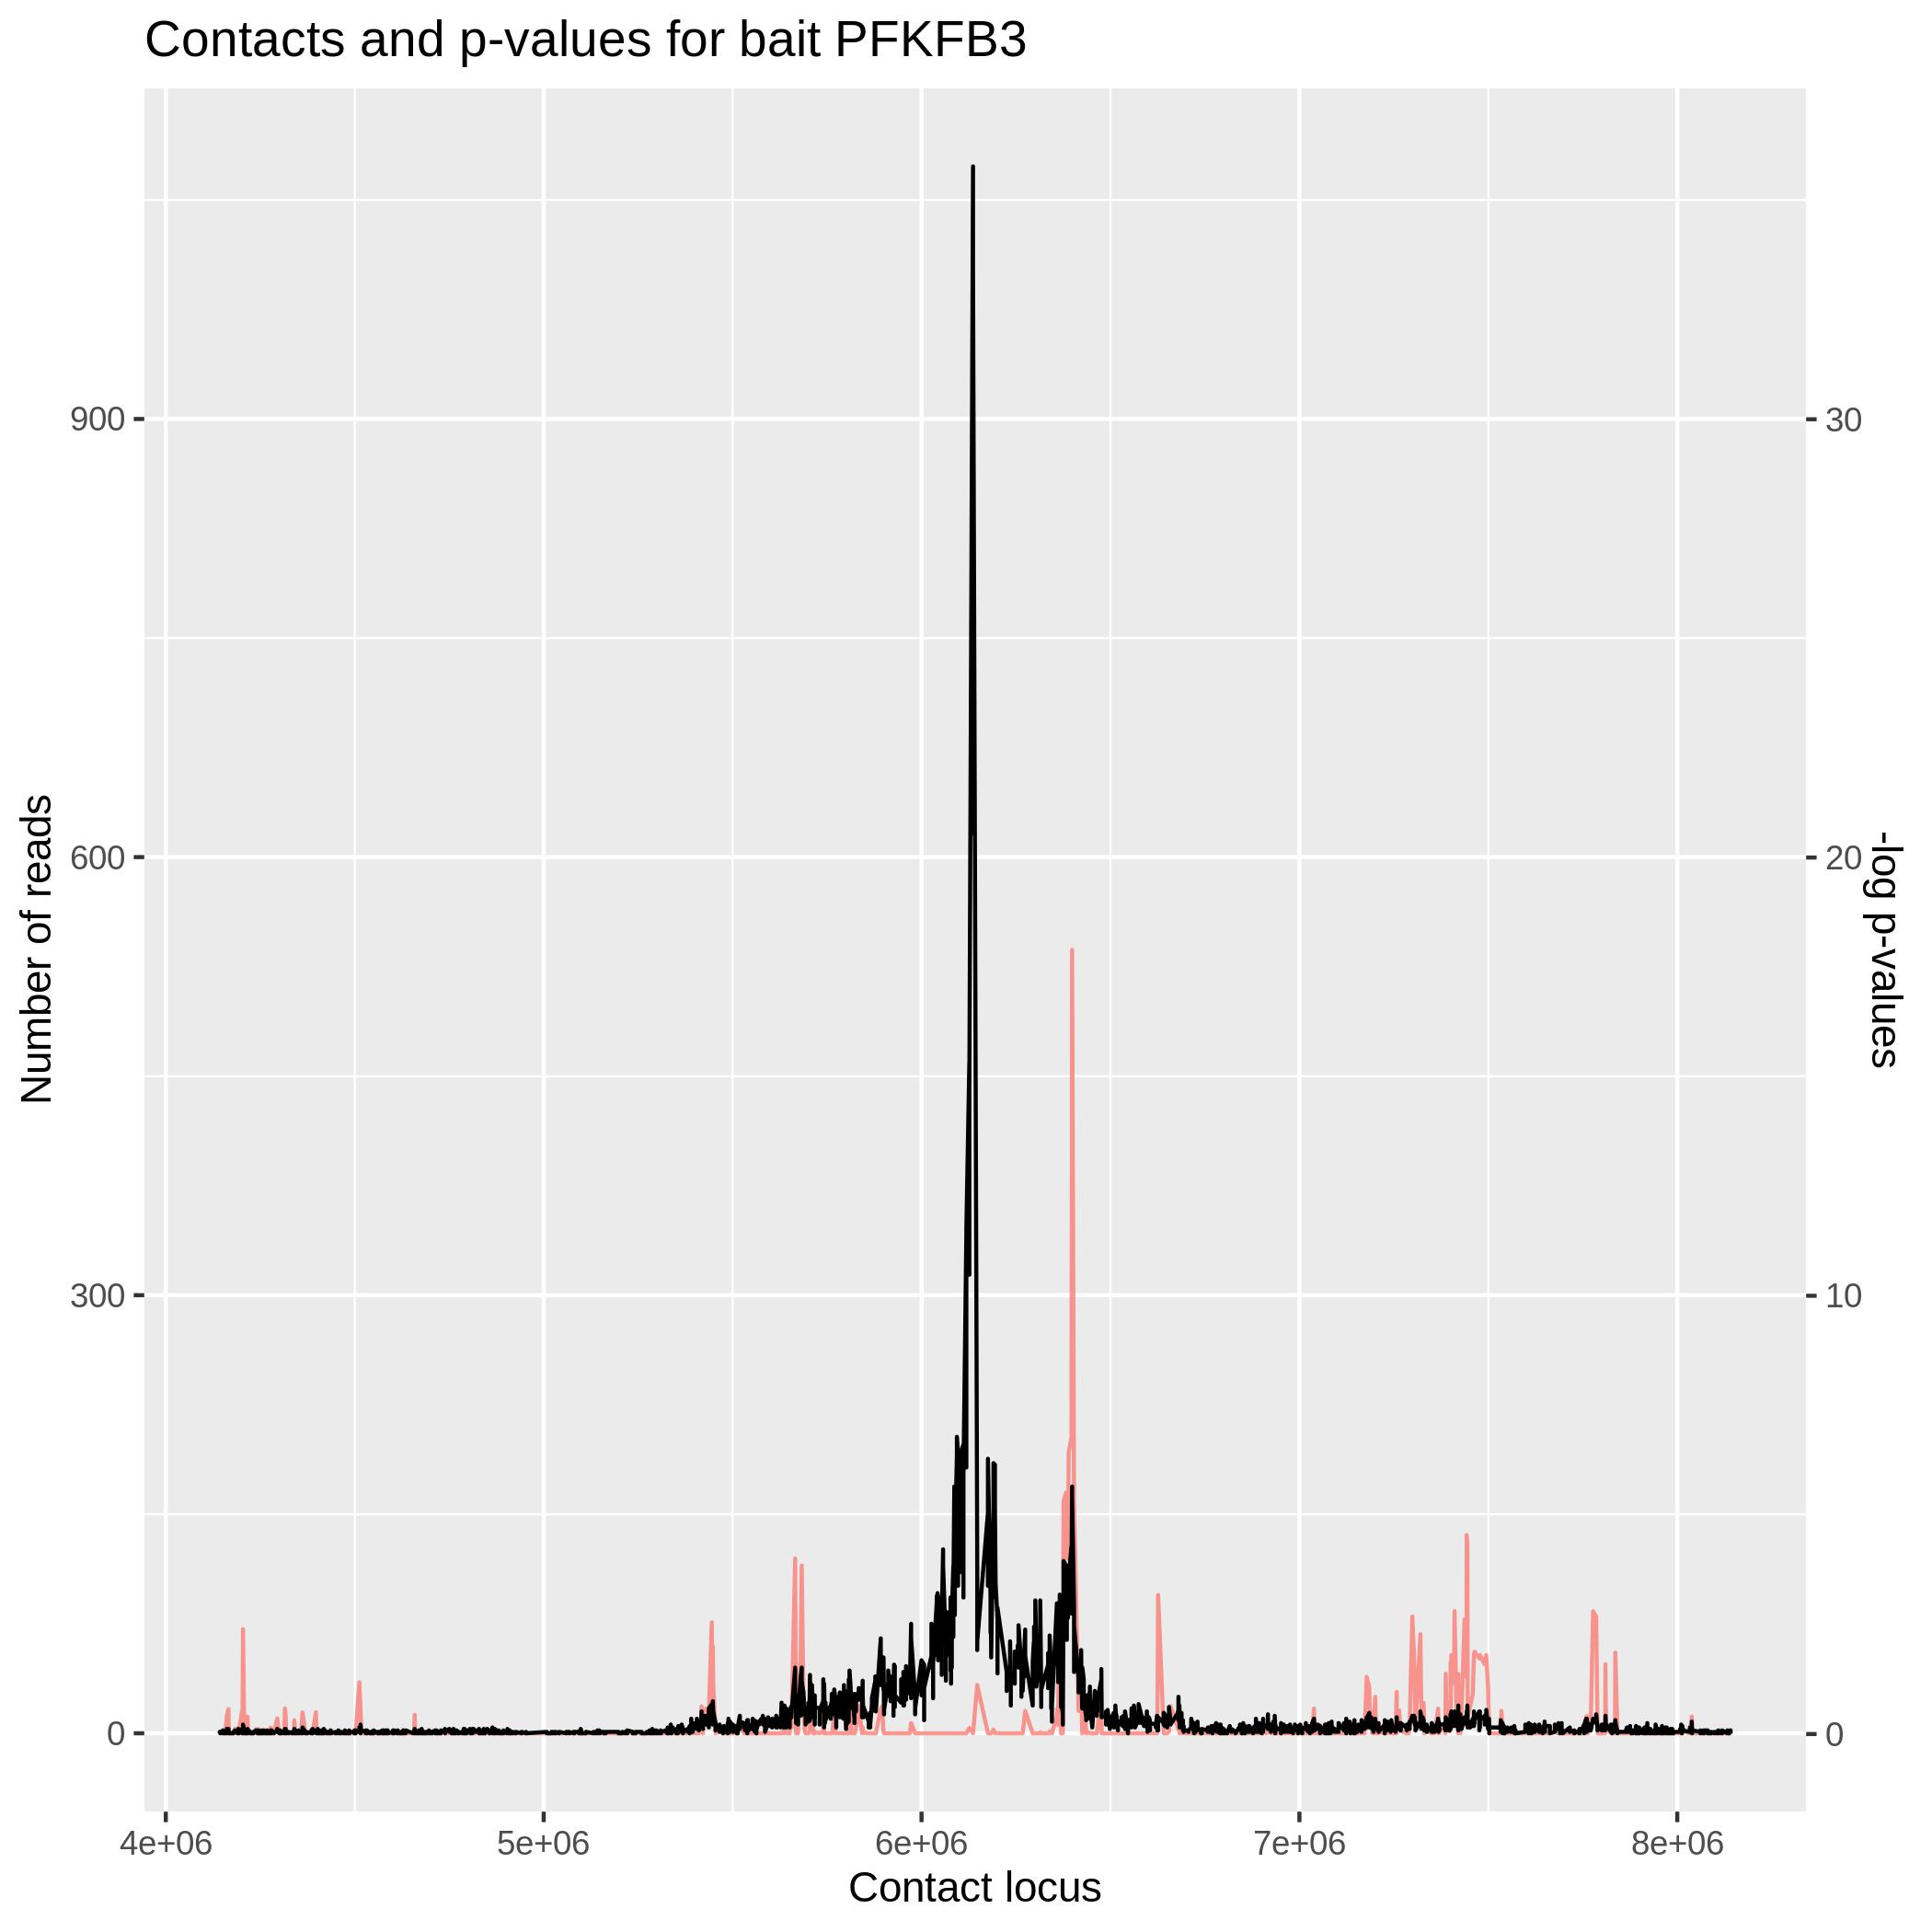 Contacts and p-values for bait PFKFB3
900
600
300
0
Number of reads
30
20
10
0
-log p-values
4e+06 5e+06 6e+06 7e+06 8e+06
Contact locus